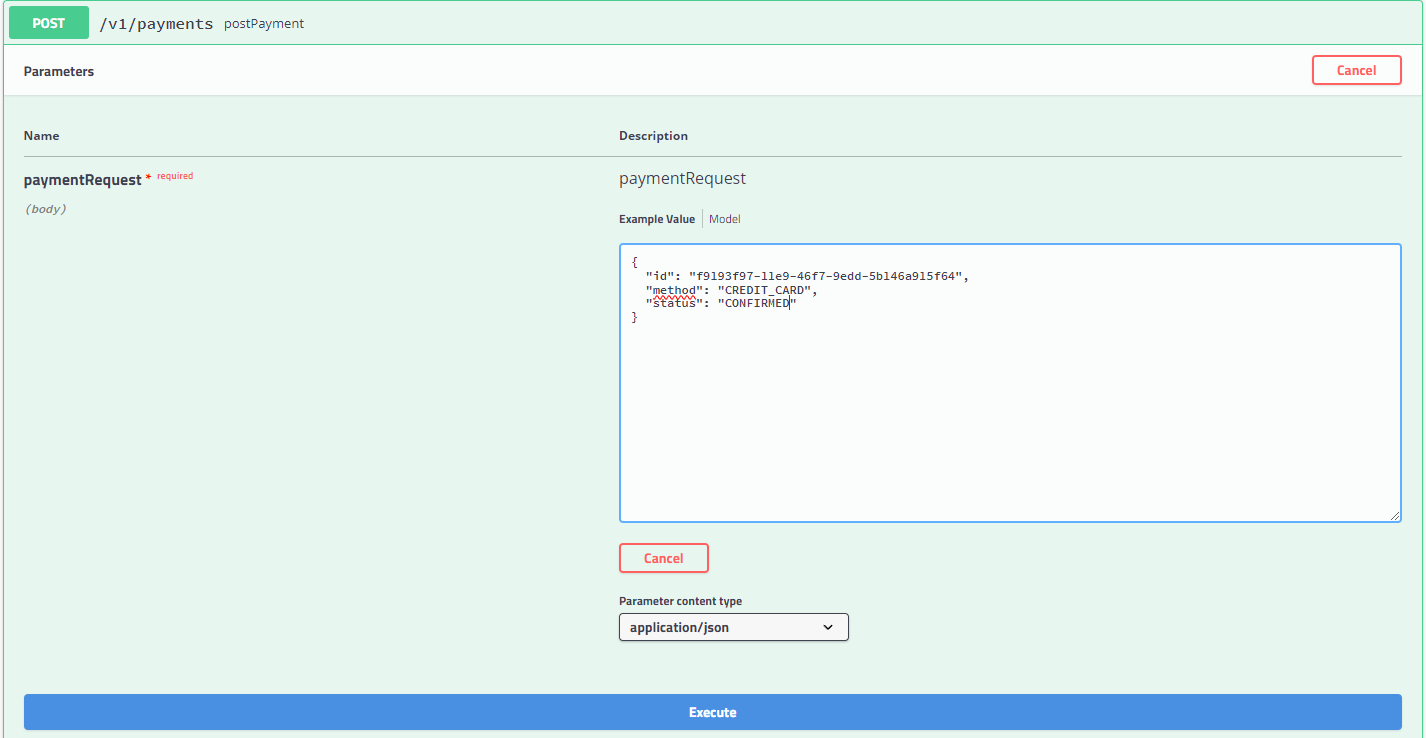 POST /v1/payments postPayment
Parameters
Cancel
Name Description
paymentRequest * required paymentRequest
(body)
Example Value Model
{
"id": "f9193f97-11e9-46f7-9edd-5b146a915f64",
"method": "CREDIT_CARD",
"status": "CONFIRMED"
}
Cancel
Parameter content type
application/json
Execute